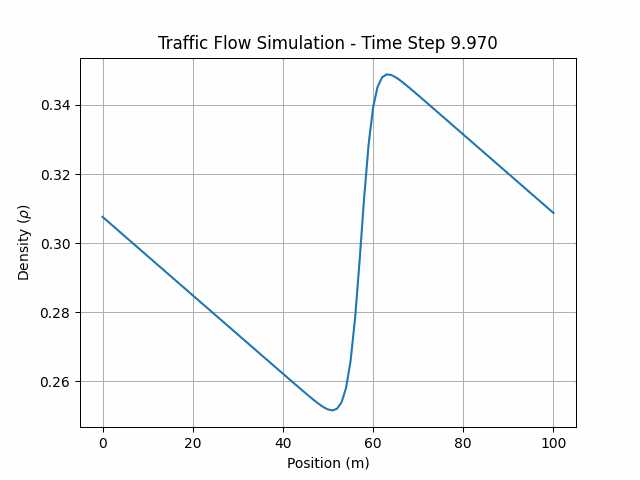 Traffic Flow Simulation - Time Step 9.970
Density (ρ)
0.34
0.32
0.30
0.28
0.26
0 20 40 60 80 100
Position (m)